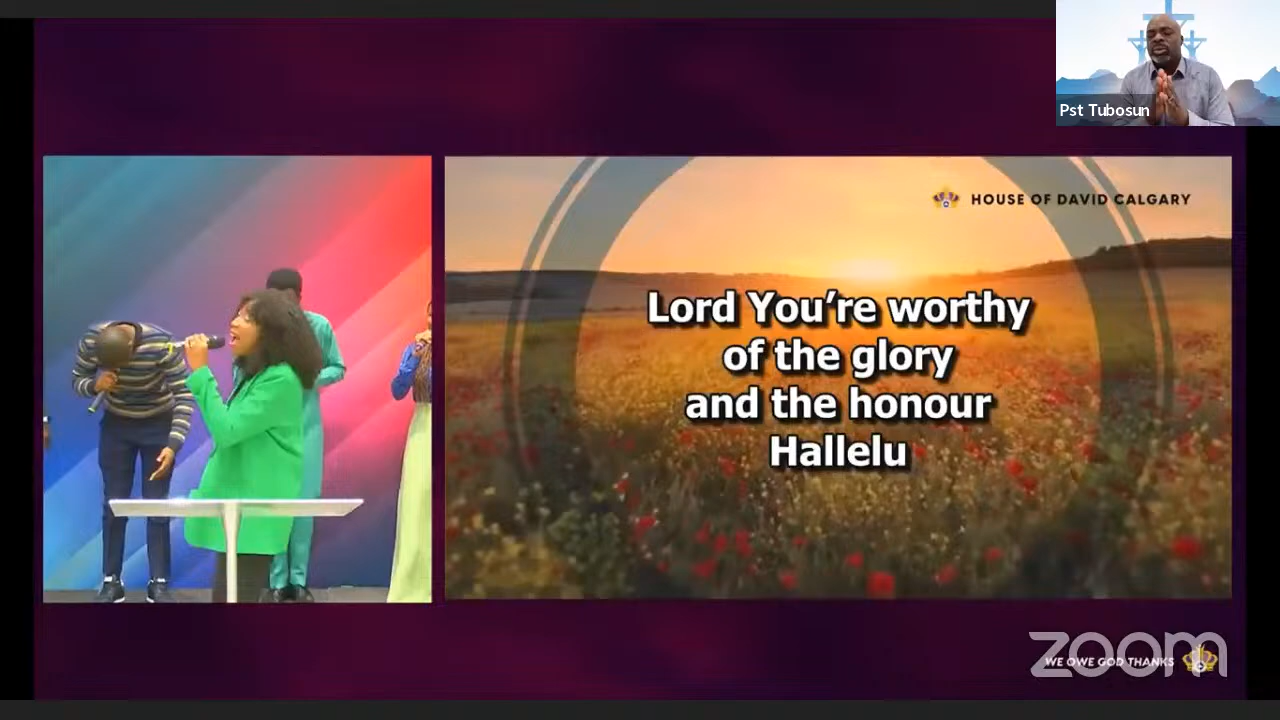 Pst Tubosun
HOUSE OF DAVID CALGARY
Lord You're worthy
of the glory
and the honour
Hallelu
zoom
WE OWE GOD THANKS